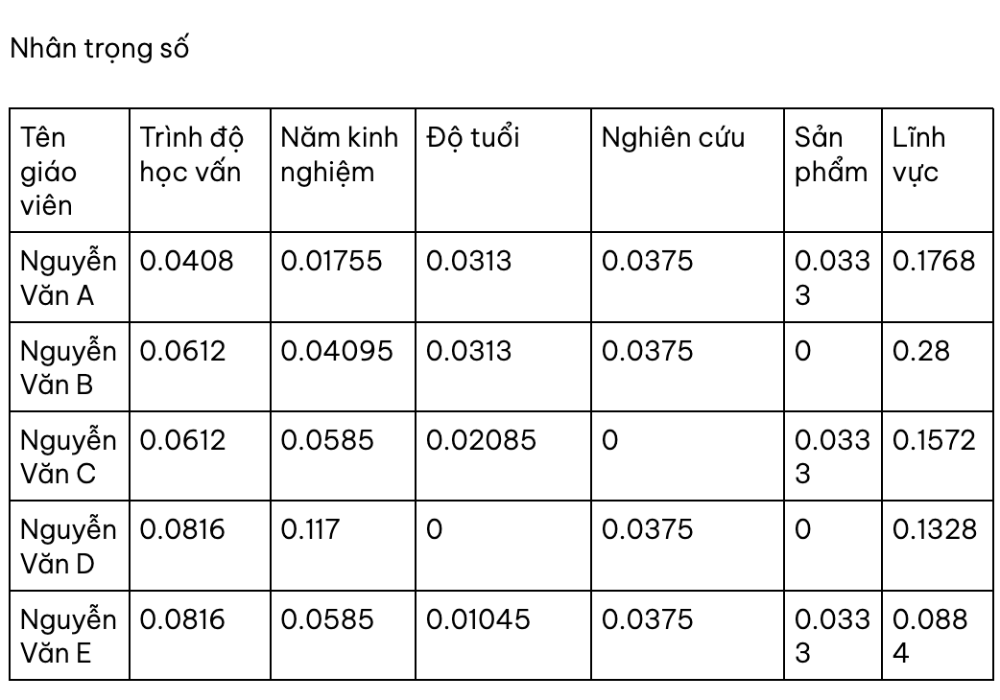 Nhân trọng số
Tên giáo viên Trình độ học vấn Năm kinh nghiệm Độ tuổi Nghiên cứu Sản phẩm Lĩnh vực
Nguyễn Văn A 0.0408 0.01755 0.0313 0.0375 0.0333 0.1768
Nguyễn Văn B 0.0612 0.04095 0.0313 0.0375 0 0.28
Nguyễn Văn C 0.0612 0.0585 0.02085 0 0.0333 0.1572
Nguyễn Văn D 0.0816 0.117 0 0.0375 0 0.1328
Nguyễn Văn E 0.0816 0.0585 0.01045 0.0375 0.0333 0.0884